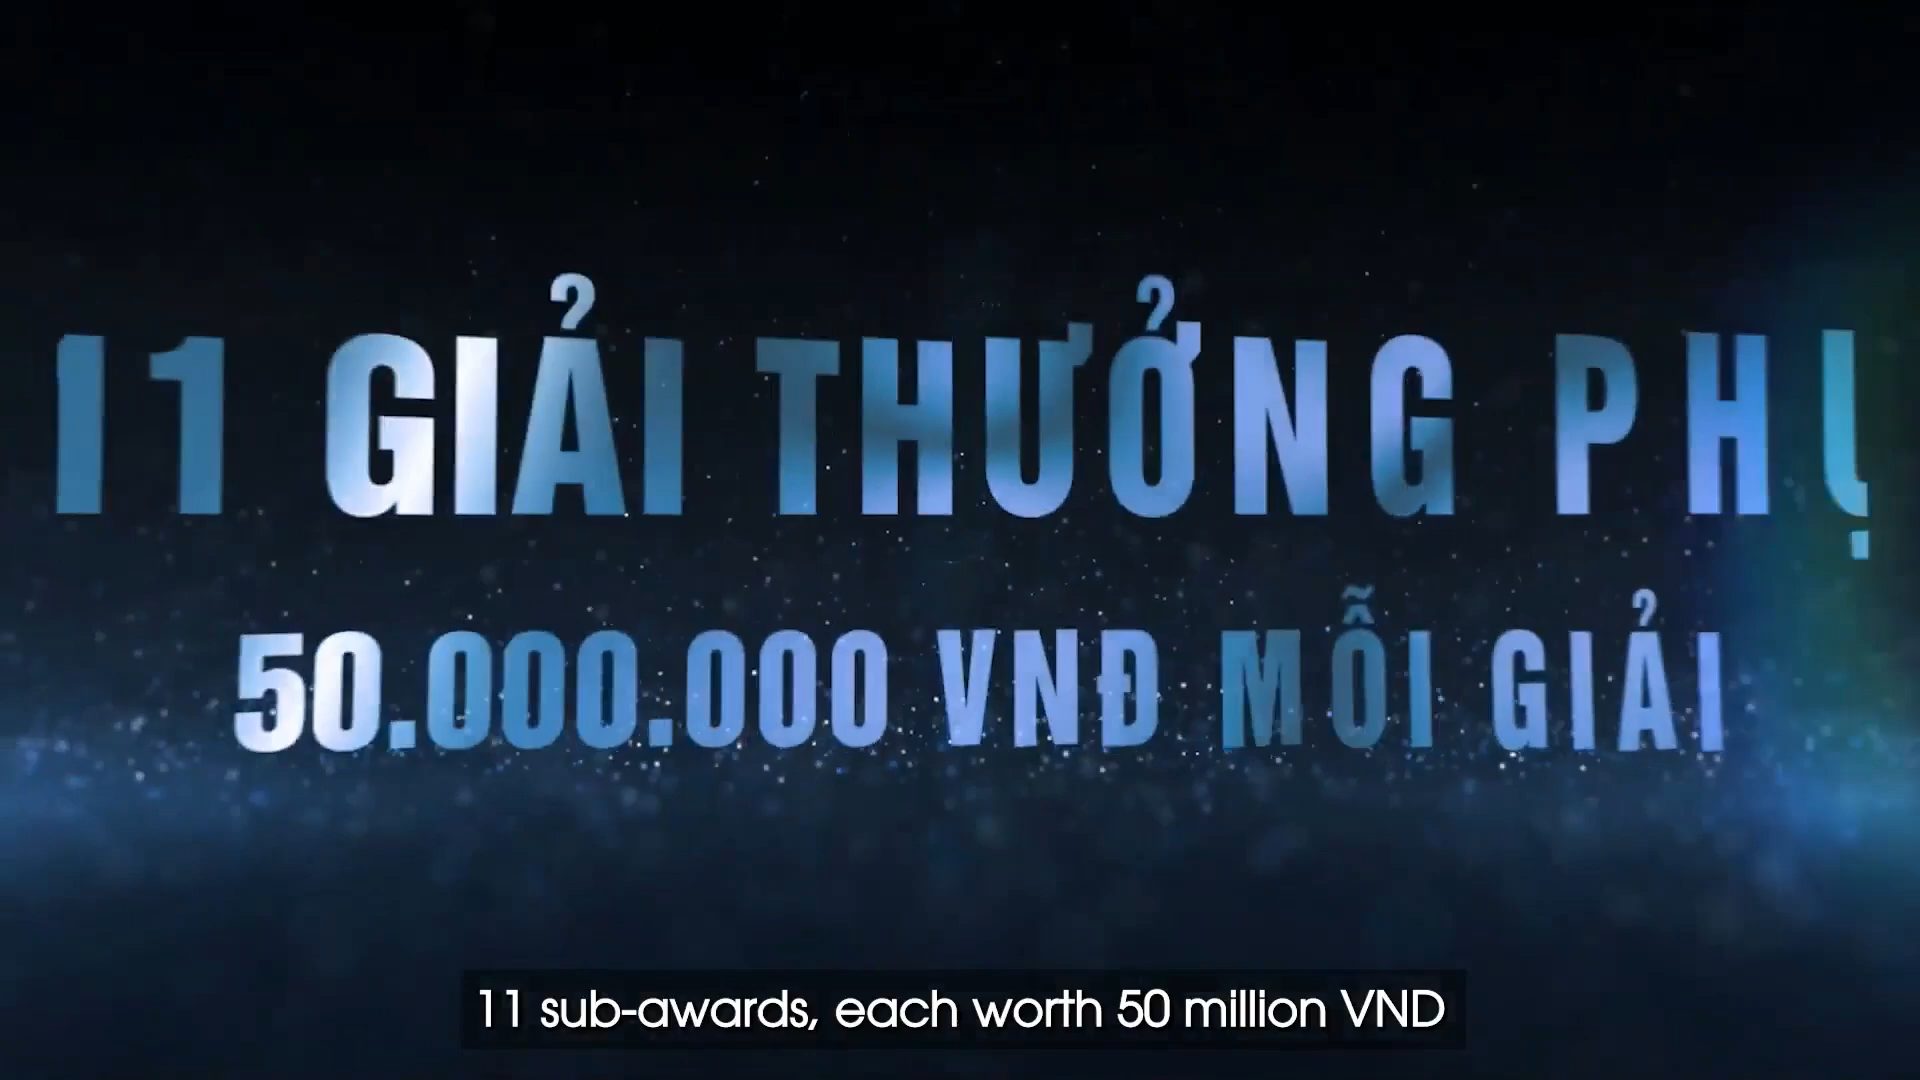 11 GIẢI THƯỞNG PHỤ
50.000.000 VNĐ MỖI GIẢI
11 sub-awards, each worth 50 million VND